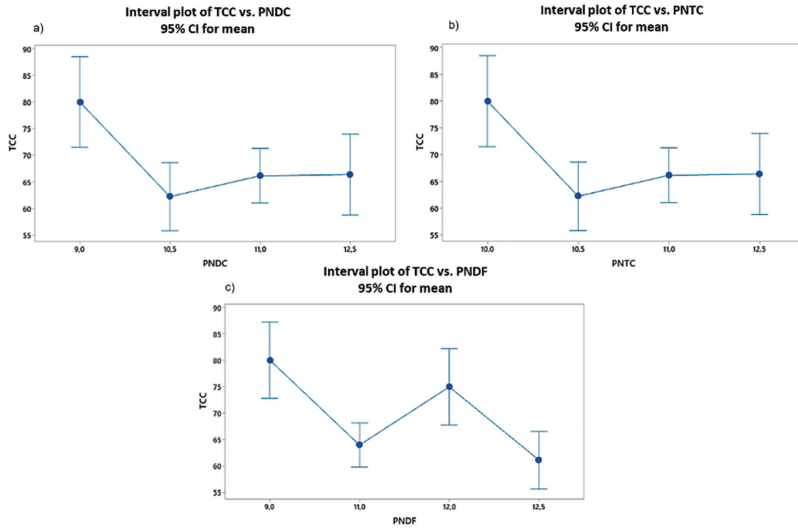 Interval plot of TCC vs. PNDC
95% CI for mean
a)
90
85
80
75
70
65
60
55
TCC
9,0 10,5 11,0 12,5
PNDC
Interval plot of TCC vs. PNTC
95% CI for mean
b)
90
85
80
75
70
65
60
55
TCC
10,0 10,5 11,0 12,5
PNTC
Interval plot of TCC vs. PNDF
95% CI for mean
c)
90
85
80
75
70
65
60
55
TCC
9,0 11,0 12,0 12,5
PNDF